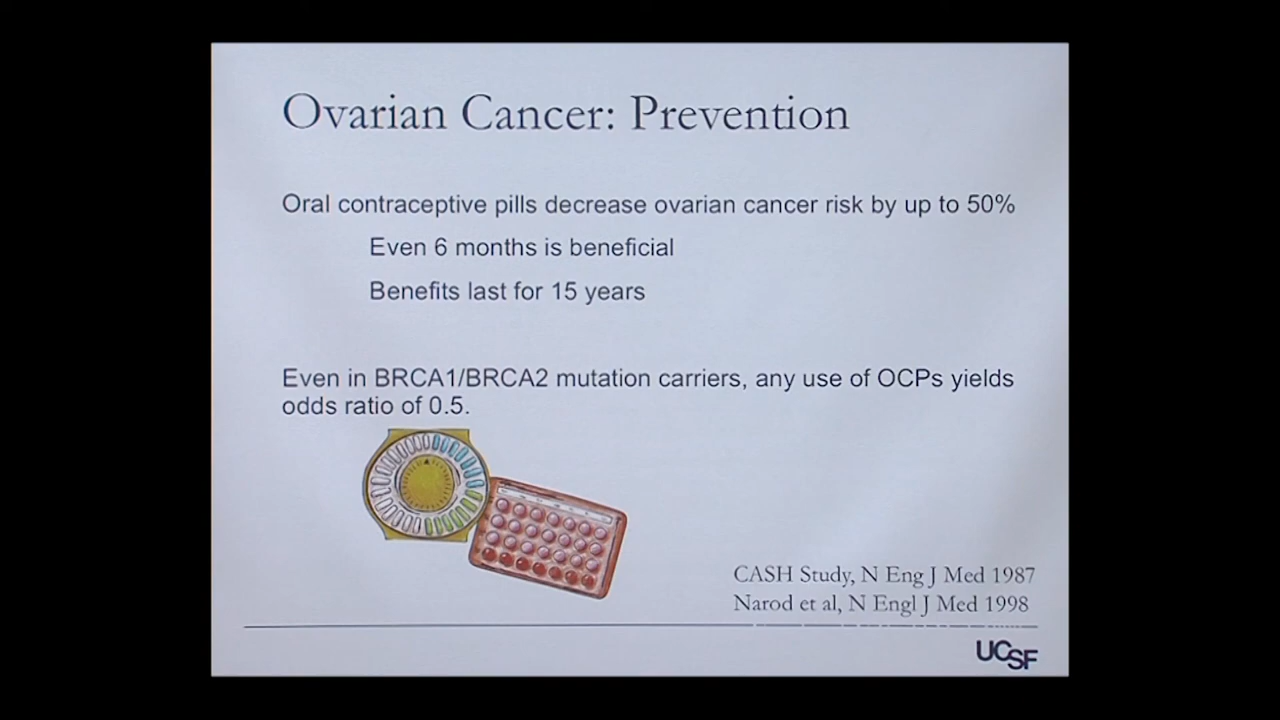 Ovarian Cancer: Prevention
Oral contraceptive pills decrease ovarian cancer risk by up to 50%
Even 6 months is beneficial
Benefits last for 15 years
Even in BRCA1/BRCA2 mutation carriers, any use of OCPs yields
odds ratio of 0.5.
CASH Study, N Eng J Med 1987
Narod et al, N Engl J Med 1998
UCSF